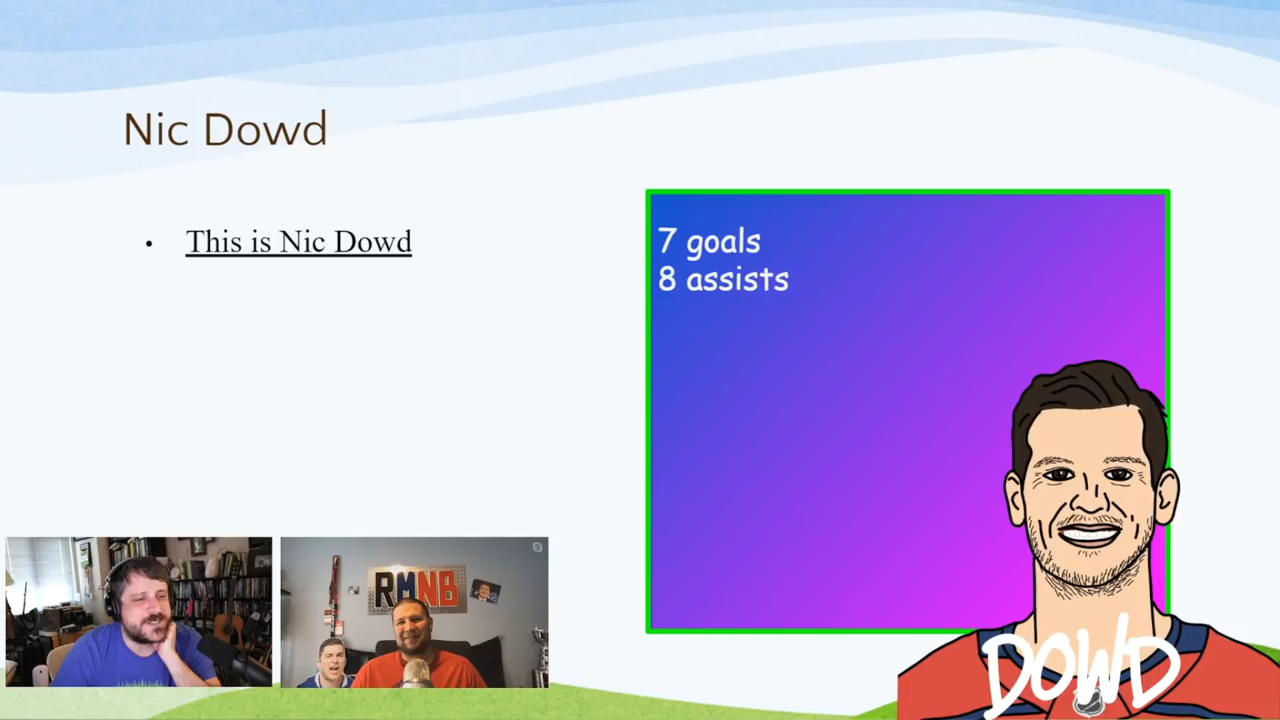 Nic Dowd
• This is Nic Dowd
7 goals
8 assists
RMNB
DOWD